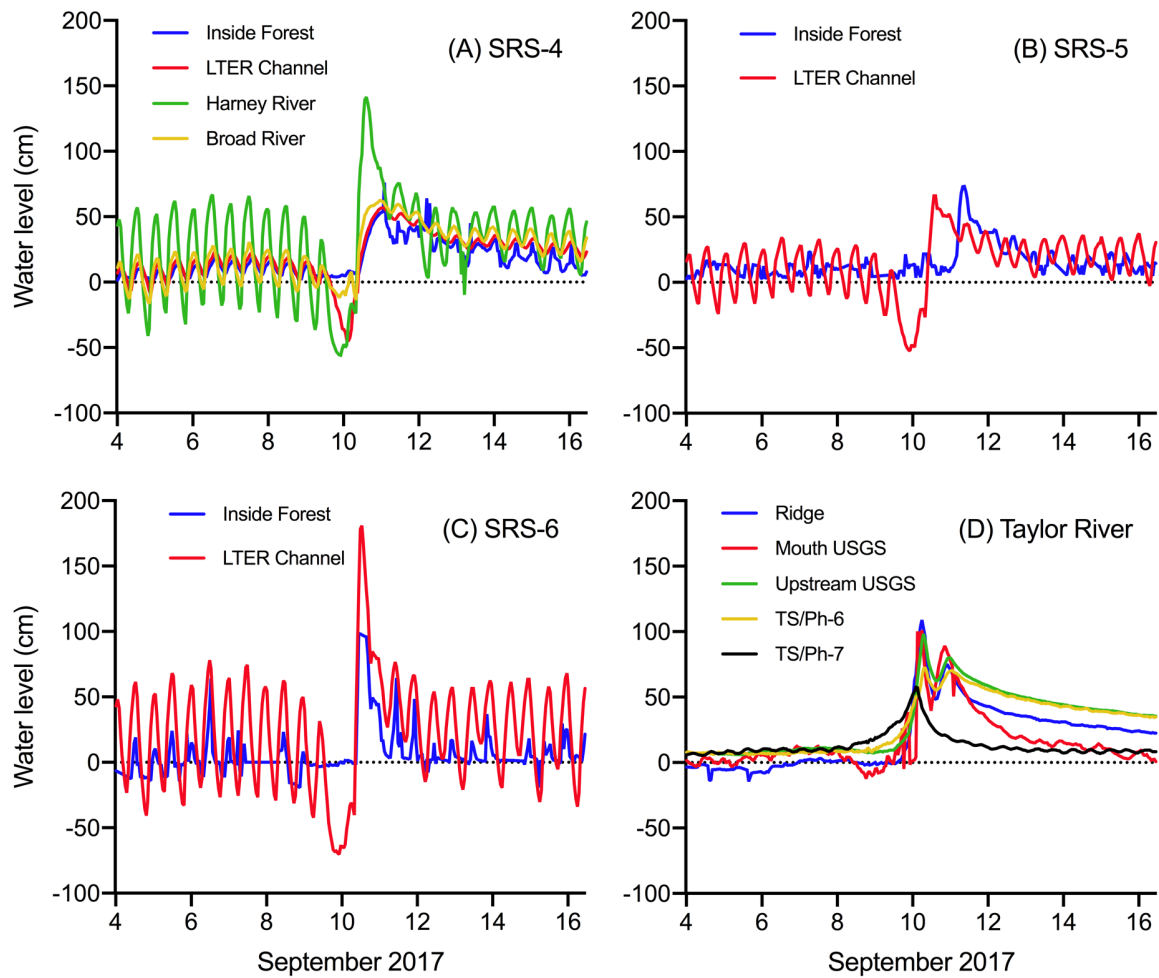 (A) SRS-4
Inside Forest
LTER Channel
Harney River
Broad River
Water level (cm)
200
150
100
50
0
-50
-100
4 6 8 10 12 14 16
(B) SRS-5
Inside Forest
LTER Channel
200
150
100
50
0
-50
-100
4 6 8 10 12 14 16
(C) SRS-6
Inside Forest
LTER Channel
Water level (cm)
200
150
100
50
0
-50
-100
4 6 8 10 12 14 16
September 2017
(D) Taylor River
Ridge
Mouth USGS
Upstream USGS
TS/Ph-6
TS/Ph-7
200
150
100
50
0
-50
-100
4 6 8 10 12 14 16
September 2017